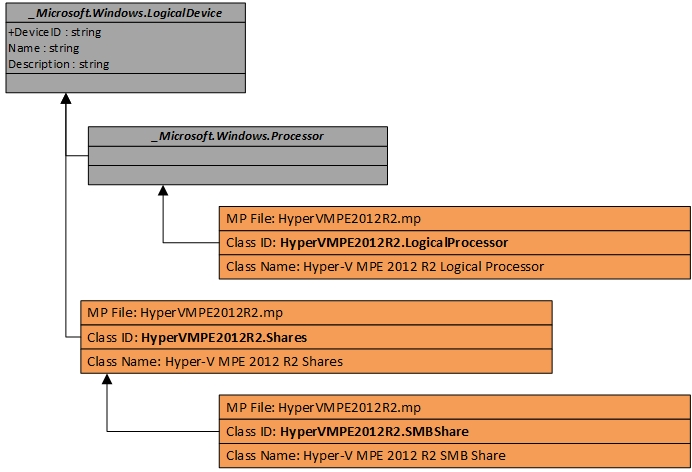 _Microsoft.Windows.LogicalDevice
+DeviceID : string
Name : string
Description : string
_Microsoft.Windows.Processor
MP File: HyperVMPE2012R2.mp
Class ID: HyperVMPE2012R2.LogicalProcessor
Class Name: Hyper-V MPE 2012 R2 Logical Processor
MP File: HyperVMPE2012R2.mp
Class ID: HyperVMPE2012R2.Shares
Class Name: Hyper-V MPE 2012 R2 Shares
MP File: HyperVMPE2012R2.mp
Class ID: HyperVMPE2012R2.SMBShare
Class Name: Hyper-V MPE 2012 R2 SMB Share